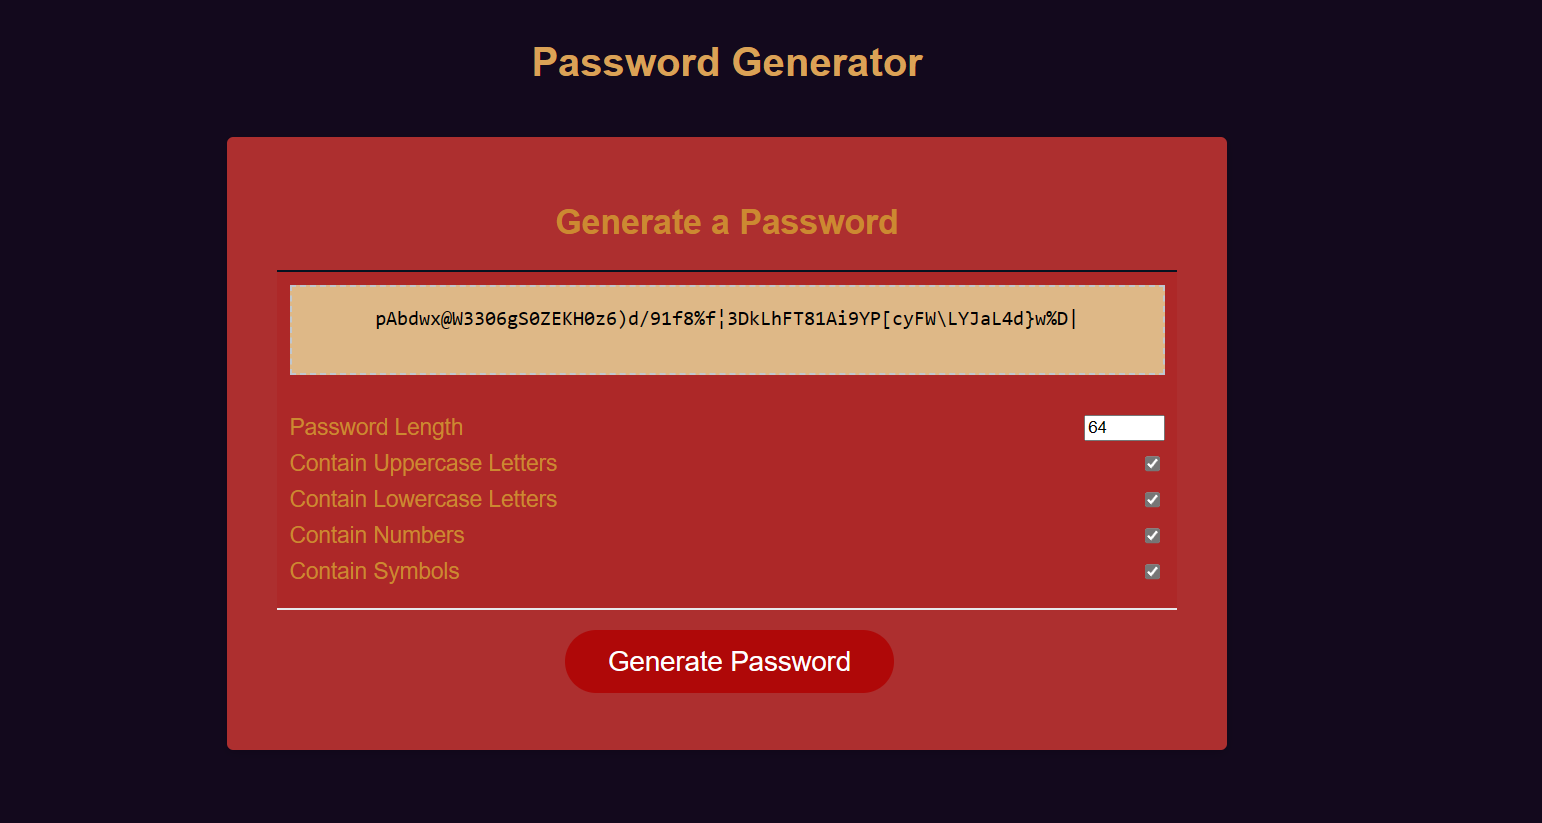 Password Generator
Generate a Password
pAbdwx@W3306gS0ZEKH0z6)d/91f8%f¦3DkLhFT81Ai9YP[cyFW\LYJaL4d}w%D|
Password Length 64
Contain Uppercase Letters
Contain Lowercase Letters
Contain Numbers
Contain Symbols
Generate Password